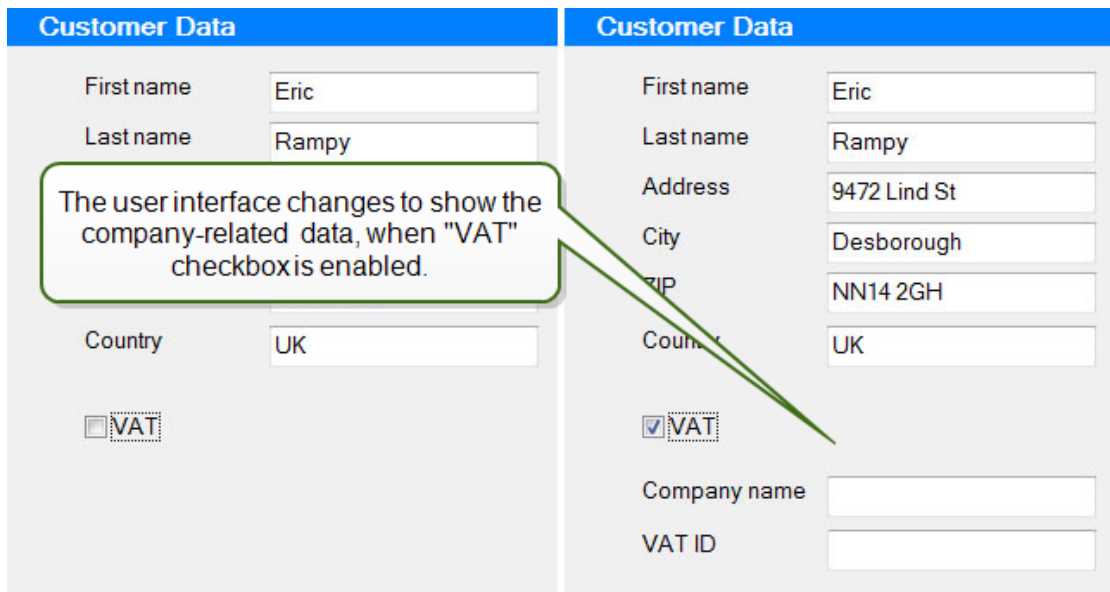 Customer Data
First name Eric
Last name Rampy
The user interface changes to show the
company-related data, when "VAT"
checkbox is enabled.
Country UK
VAT
Customer Data
First name Eric
Last name Rampy
Address 9472 Lind St
City Desborough
ZIP NN14 2GH
Country UK
VAT
Company name
VAT ID